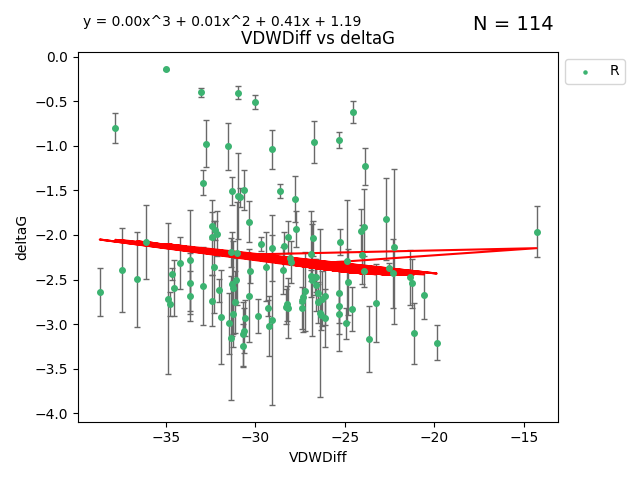 y = 0.00x^3 + 0.01x^2 + 0.41x + 1.19
N = 114
VDWDiff vs deltaG
R
0.0
−0.5
−1.0
−1.5
−2.0
−2.5
−3.0
−3.5
−4.0
deltaG
−35 −30 −25 −20 −15
VDWDiff